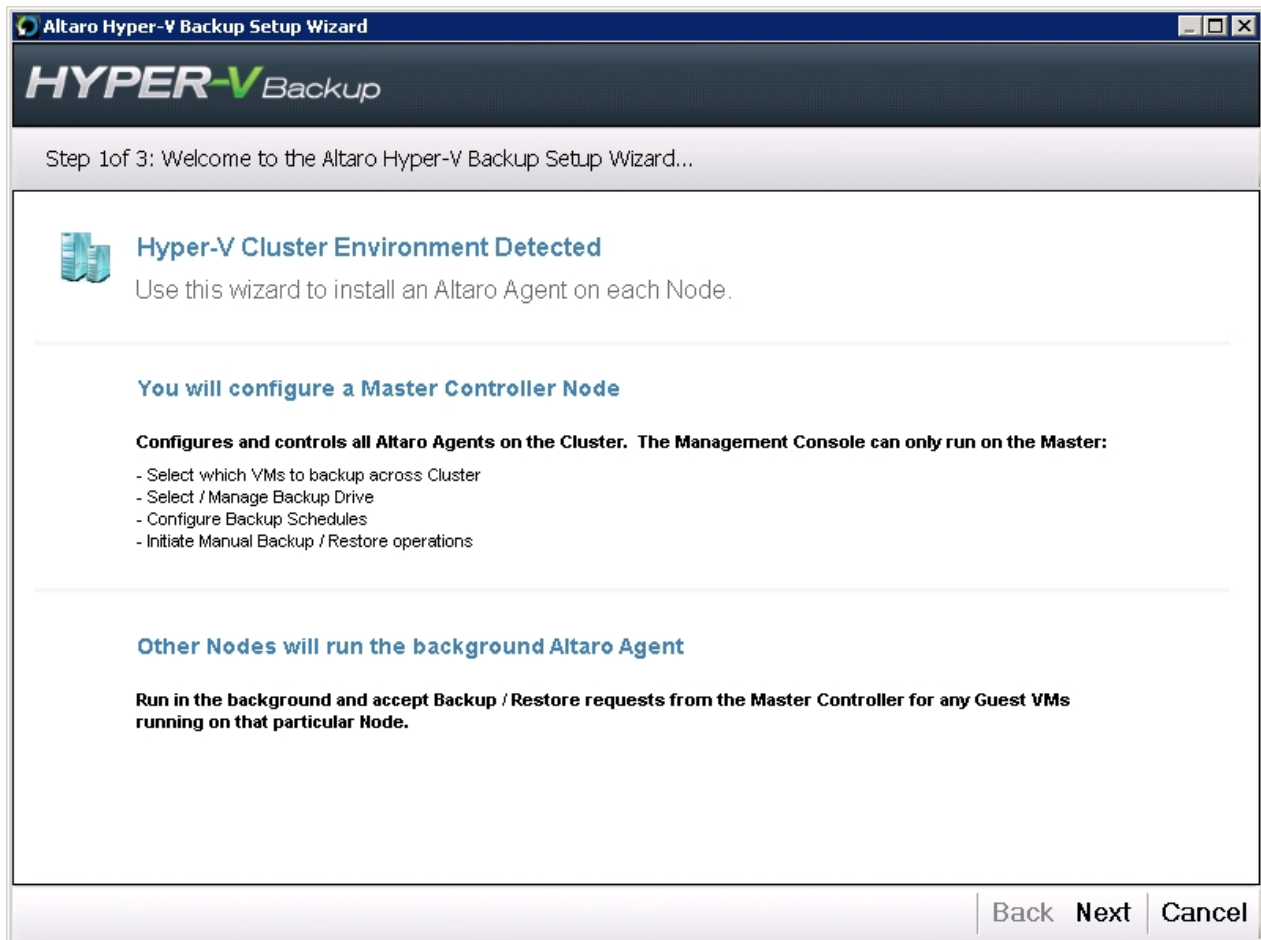 Altaro Hyper-V Backup Setup Wizard
HYPER-V Backup
Step 1of 3: Welcome to the Altaro Hyper-V Backup Setup Wizard...
Hyper-V Cluster Environment Detected
Use this wizard to install an Altaro Agent on each Node.
You will configure a Master Controller Node
Configures and controls all Altaro Agents on the Cluster. The Management Console can only run on the Master:
- Select which VMs to backup across Cluster
- Select / Manage Backup Drive
- Configure Backup Schedules
- Initiate Manual Backup / Restore operations
Other Nodes will run the background Altaro Agent
Run in the background and accept Backup / Restore requests from the Master Controller for any Guest VMs
running on that particular Node.
Back Next Cancel